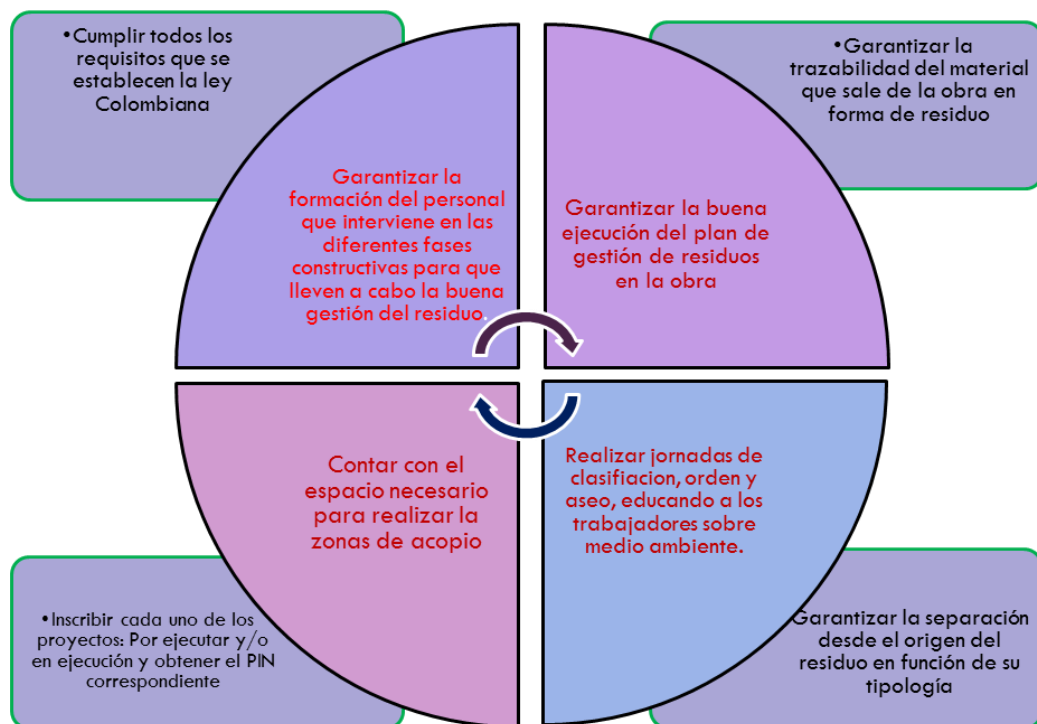 •Cumplir todos los
requisitos que se
establecen la ley
Colombiana
•Garantizar la
trazabilidad del material
que sale de la obra en
forma de residuo
Garantizar la
formación del personal
que interviene en las
diferentes fases
constructivas para que
lleven a cabo la buena
gestión del residuo.
Garantizar la buena
ejecución del plan de
gestión de residuos
en la obra
Contar con el
espacio necesario
para realizar la
zonas de acopio
Realizar jornadas de
clasifiacion, orden y
aseo, educando a los
trabajadores sobre
medio ambiente.
•Inscribir cada uno de los
proyectos: Por ejecutar y/o
en ejecución y obtener el PIN
correspondiente
Garantizar la separación
desde el origen del
residuo en función de su
tipología